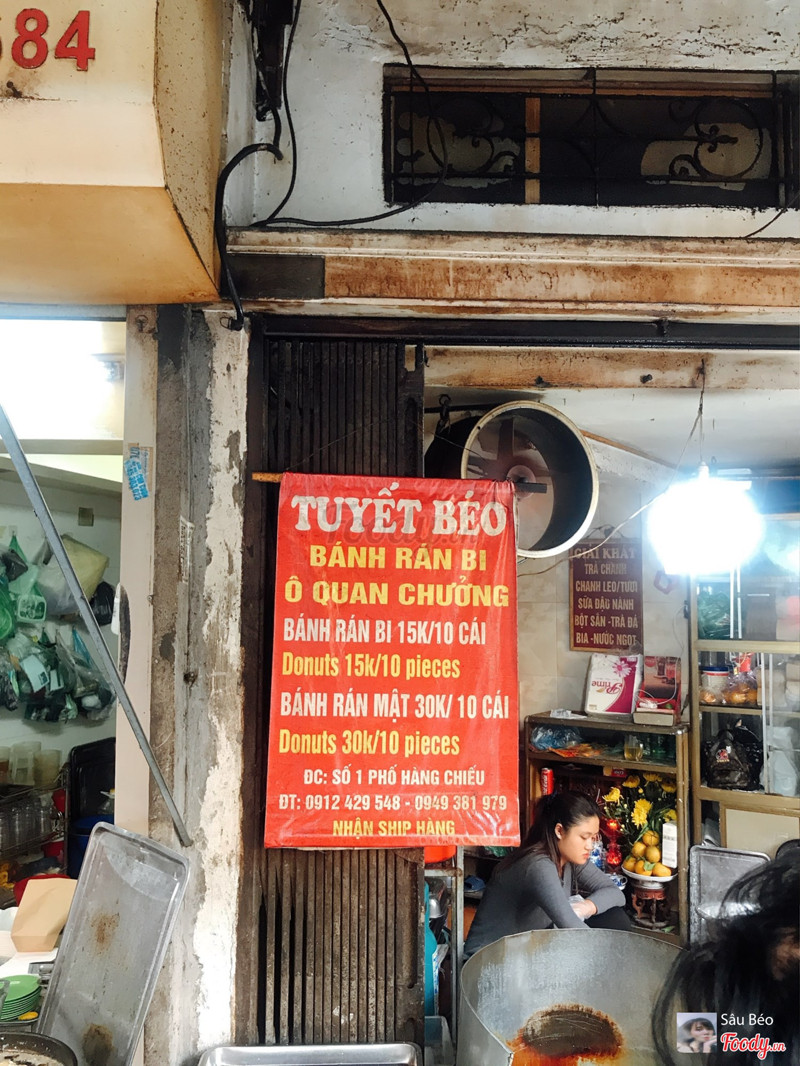 84
TUYẾT BÉO
BÁNH RÁN BI
Ô QUAN CHƯỞNG
BÁNH RÁN BI 15K/10 CÁI
Donuts 15k/10 pieces
BÁNH RÁN MẬT 30K/ 10 CÁI
Donuts 30k/10 pieces
ĐC: SỐ 1 PHỐ HÀNG CHIẾU
ĐT: 0912 429 548 - 0949 381 979
NHẬN SHIP HÀNG
GIẢI KHÁT
TRÀ CHANH
CHANH LEO/TƯƠI
SỮA ĐẬU NÀNH
BỘT SẮN -TRÀ ĐÁ
BIA -NƯỚC NGỌT
Prime
Sâu Béo
Foody.vn